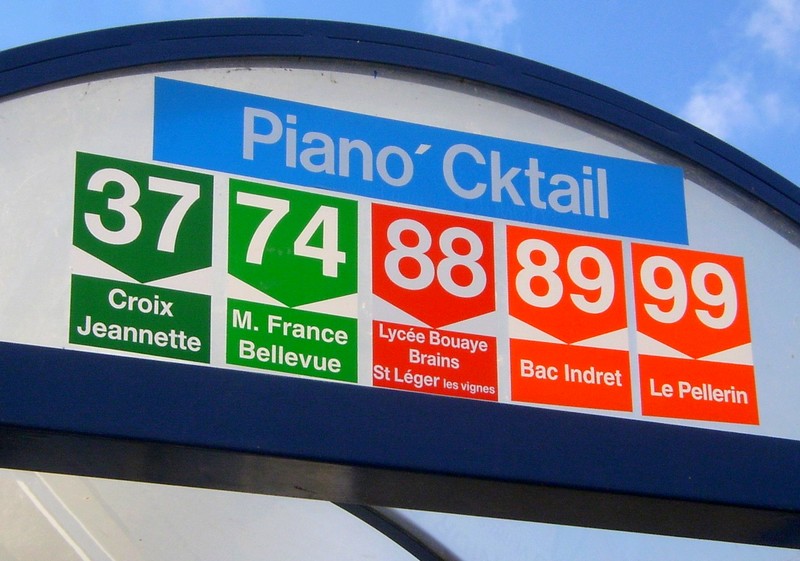 Piano´Cktail
37
Croix
Jeannette
74
M. France
Bellevue
88
Lycée Bouaye
Brains
St Léger les vignes
89
Bac Indret
99
Le Pellerin